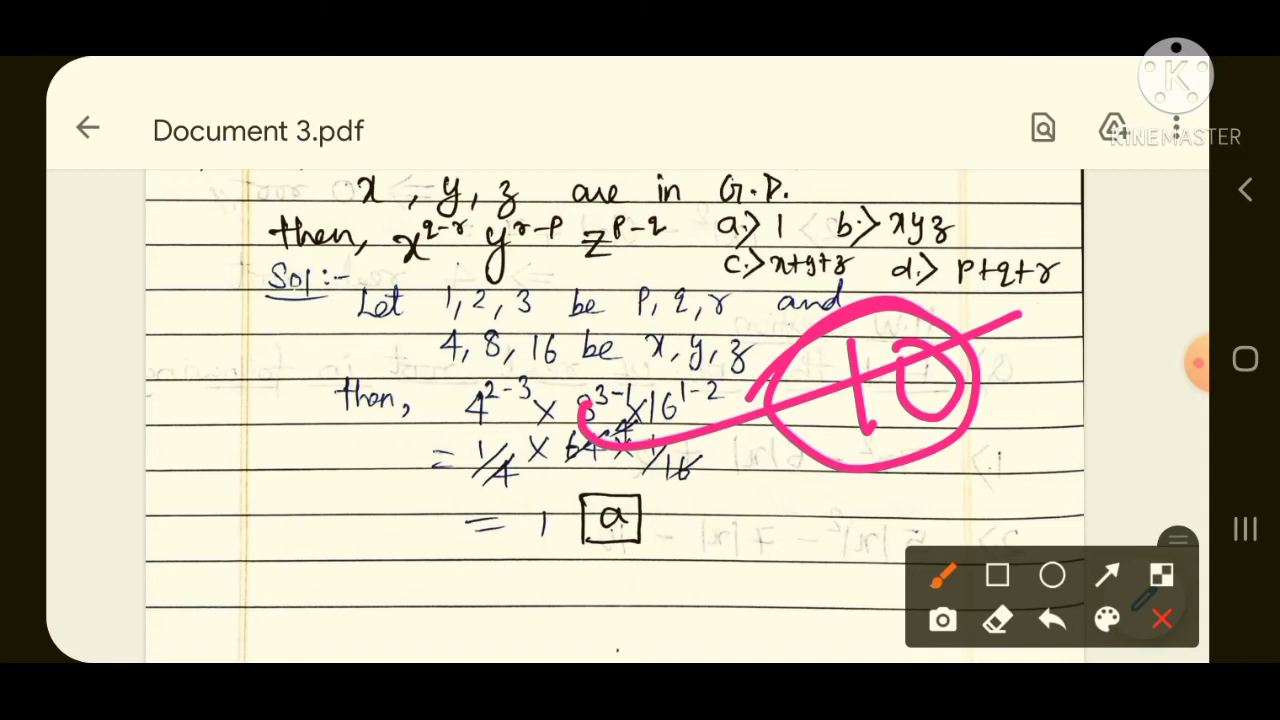 KINEMASTER
Document 3.pdf
x, y, z are in G.P.
then, x^{q-r} y^{r-p} z^{p-q} a.> 1 b.> xyz
c.> x+y+z d.> p+q+r
Sol:-
Let 1, 2, 3 be p, q, r and
4, 8, 16 be x, y, z
then, 4^{2-3} × 8^{3-1} × 16^{1-2}
= 1/4 × 64 × 1/16
= 1 a
10